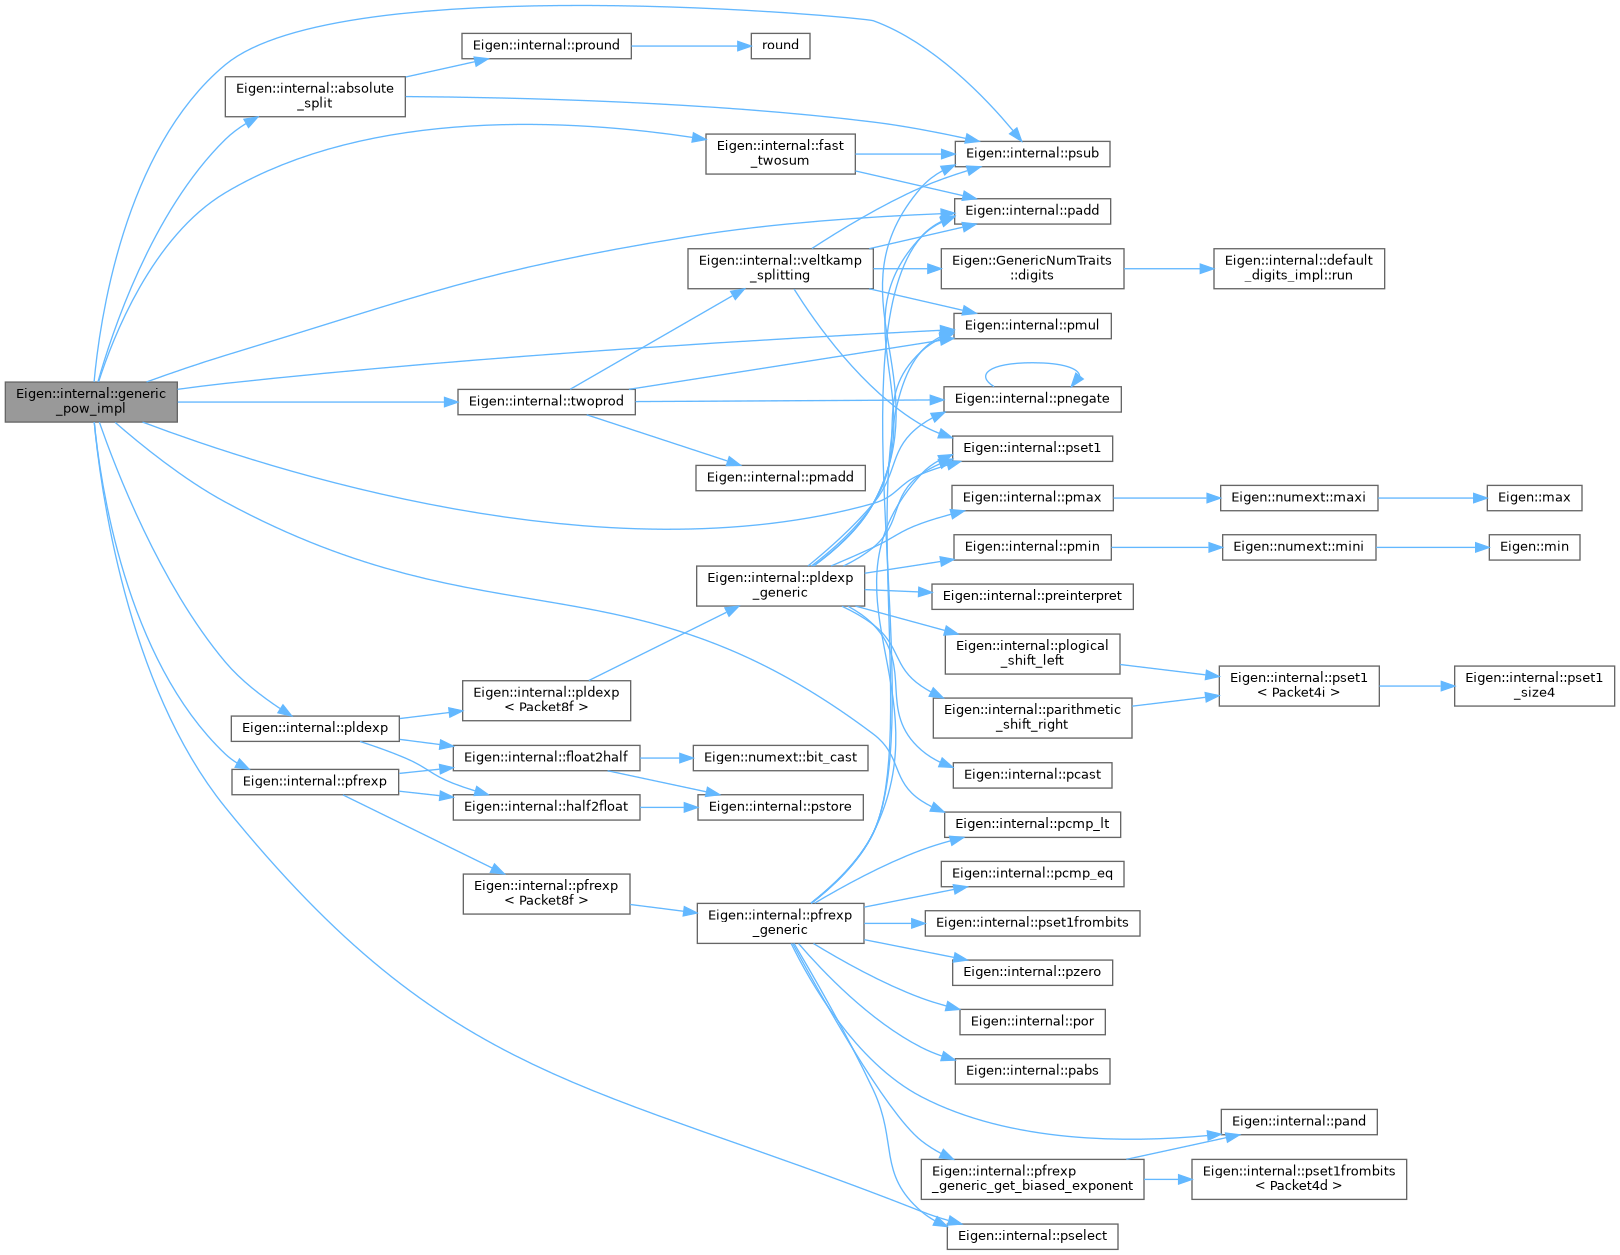 Eigen::internal::generic
_pow_impl
Eigen::internal::absolute
_split
Eigen::internal::pround
round
Eigen::internal::psub
Eigen::internal::fast
_twosum
Eigen::internal::padd
Eigen::internal::veltkamp
_splitting
Eigen::GenericNumTraits
::digits
Eigen::internal::default
_digits_impl::run
Eigen::internal::pmul
Eigen::internal::twoprod
Eigen::internal::pnegate
Eigen::internal::pmadd
Eigen::internal::pset1
Eigen::internal::pmax
Eigen::numext::maxi
Eigen::max
Eigen::internal::pmin
Eigen::numext::mini
Eigen::min
Eigen::internal::pldexp
_generic
Eigen::internal::preinterpret
Eigen::internal::plogical
_shift_left
Eigen::internal::pset1
< Packet4i >
Eigen::internal::pset1
_size4
Eigen::internal::parithmetic
_shift_right
Eigen::internal::pldexp
< Packet8f >
Eigen::internal::pldexp
Eigen::internal::float2half
Eigen::numext::bit_cast
Eigen::internal::pcast
Eigen::internal::pfrexp
Eigen::internal::half2float
Eigen::internal::pstore
Eigen::internal::pcmp_lt
Eigen::internal::pfrexp
< Packet8f >
Eigen::internal::pfrexp
_generic
Eigen::internal::pcmp_eq
Eigen::internal::pset1frombits
Eigen::internal::pzero
Eigen::internal::por
Eigen::internal::pabs
Eigen::internal::pand
Eigen::internal::pfrexp
_generic_get_biased_exponent
Eigen::internal::pset1frombits
< Packet4d >
Eigen::internal::pselect